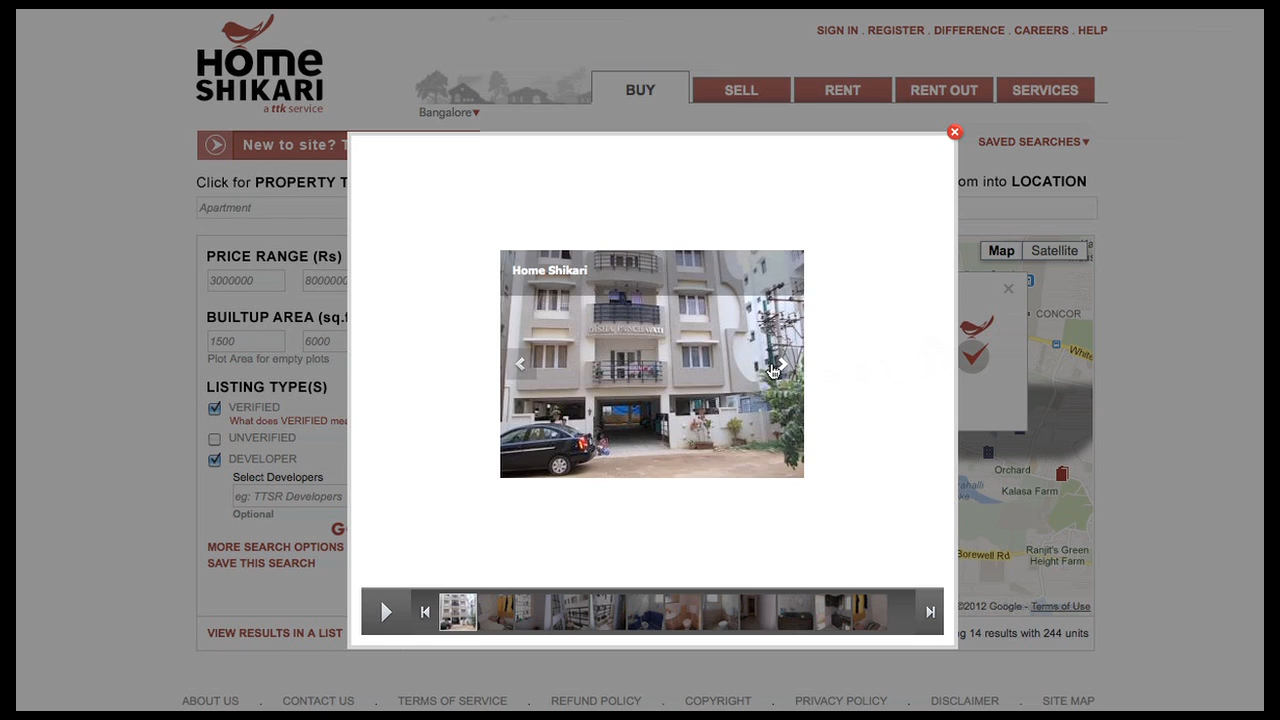 HOME
SHIKARI
a ttk service
SIGN IN . REGISTER . DIFFERENCE . CAREERS . HELP
BUY
SELL
RENT
RENT OUT
SERVICES
Bangalore▼
New to site? T
SAVED SEARCHES▼
Click for PROPERTY T
om into LOCATION
Apartment
PRICE RANGE (Rs)
3000000
8000000
BUILTUP AREA (sq.f
1500
6000
Plot Area for empty plots
LISTING TYPE(S)
VERIFIED
What does VERIFIED mea
UNVERIFIED
DEVELOPER
Select Developers
eg: TTSR Developers
Optional
G
MORE SEARCH OPTIONS
SAVE THIS SEARCH
VIEW RESULTS IN A LIST
Home Shikari
DISHA PANCHAVATI
Map
Satellite
CONCOR
White
Orchard
Kalasa Farm
Borewell Rd
Ranjit's Green
Height Farm
©2012 Google - Terms of Use
g 14 results with 244 units
ABOUT US . CONTACT US . TERMS OF SERVICE . REFUND POLICY . COPYRIGHT . PRIVACY POLICY . DISCLAIMER . SITE MAP